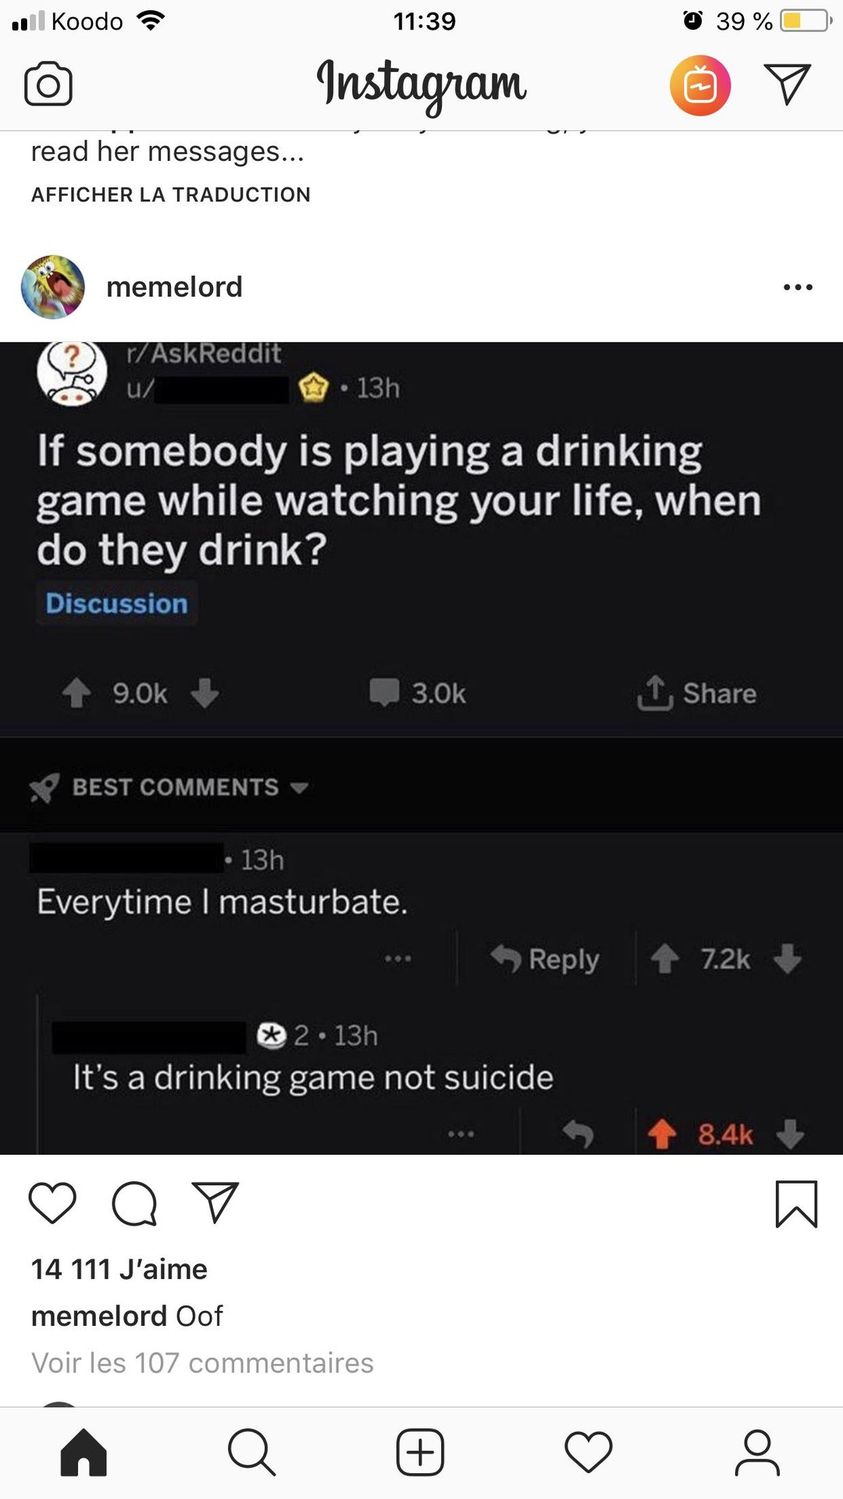 Koodo 11:39 39 %
Instagram
read her messages...
AFFICHER LA TRADUCTION
memelord
r/AskReddit
u/ • 13h
If somebody is playing a drinking
game while watching your life, when
do they drink?
Discussion
9.0k 3.0k Share
BEST COMMENTS
• 13h
Everytime I masturbate.
Reply 7.2k
2 • 13h
It's a drinking game not suicide
8.4k
14 111 J'aime
memelord Oof
Voir les 107 commentaires